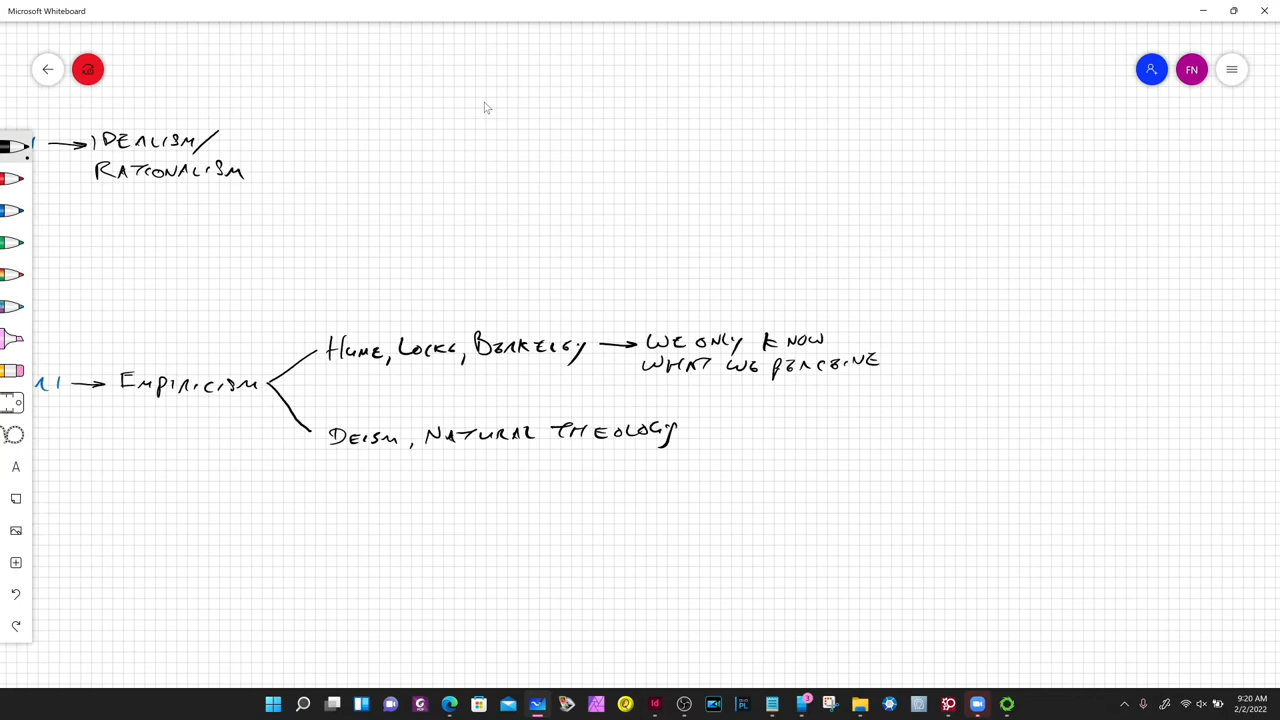 Microsoft Whiteboard
FN
→ IDEALISM/
RATIONALISM
HUME, LOCKE, BERKELEY → WE ONLY KNOW
WHAT WE PERCEIVE
→ EMPIRICISM
DEISM, NATURAL THEOLOGY
A
3
9:20 AM
2/2/2022